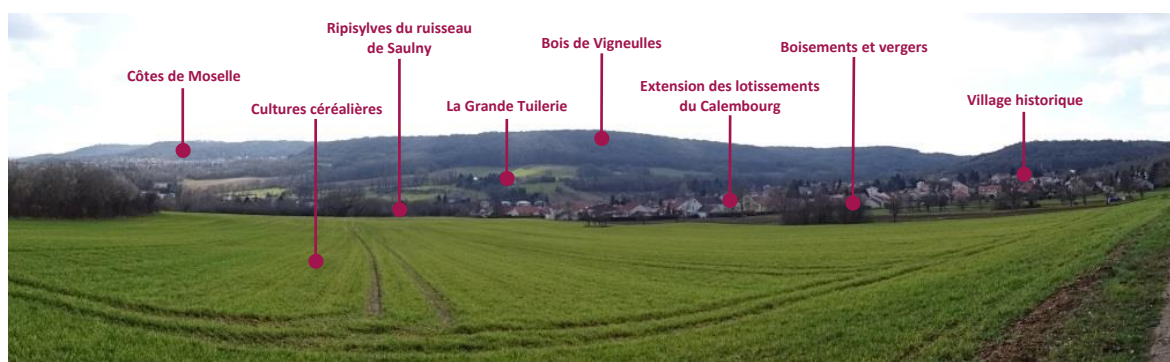 Ripisylves du ruisseau
de Saulny
Bois de Vigneulles
Boisements et vergers
Côtes de Moselle
Cultures céréalières
La Grande Tuilerie
Extension des lotissements
du Calembourg
Village historique